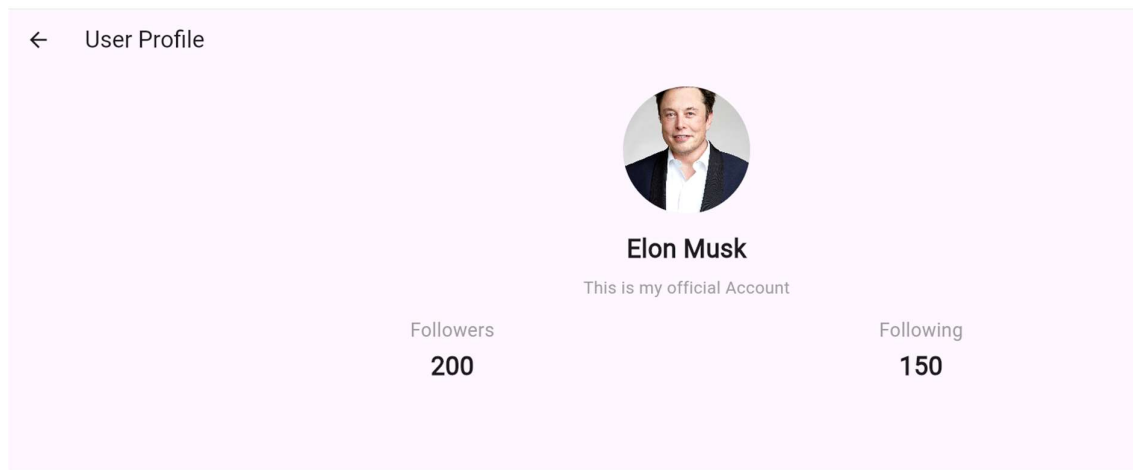 User Profile
Elon Musk
This is my official Account
Followers
Following
200
150